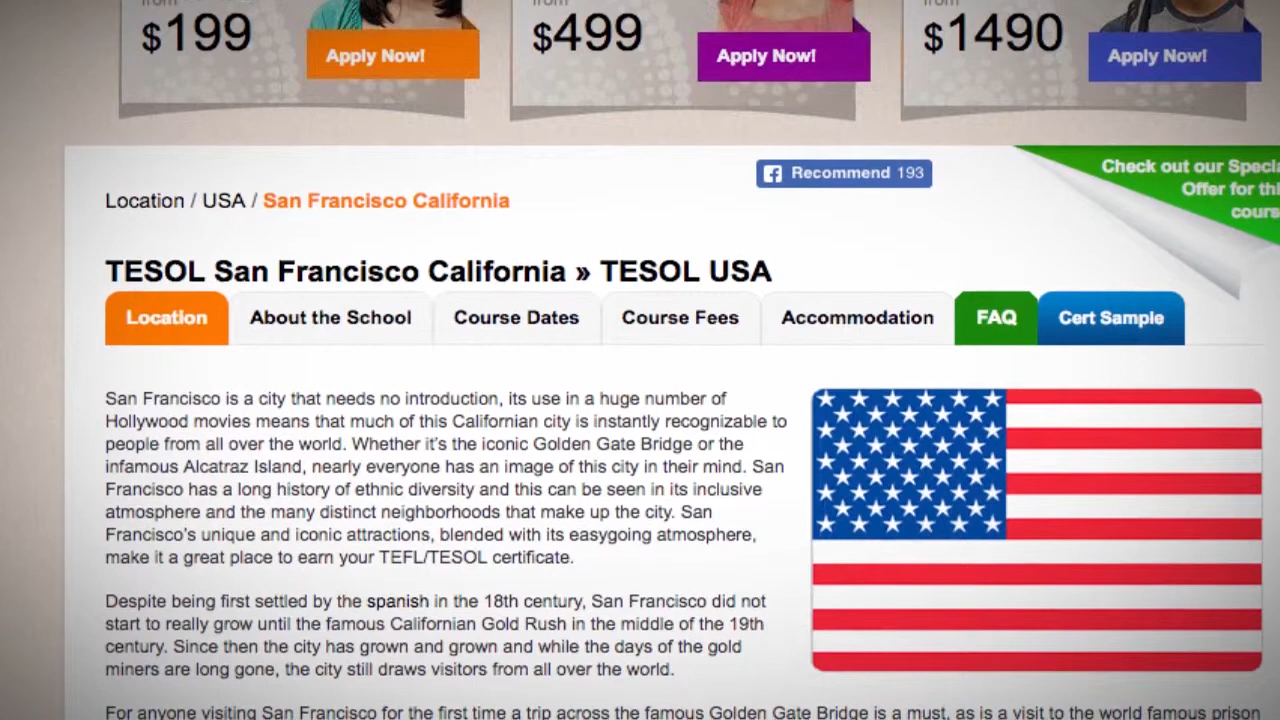 from from from
$199 $499 $1490
Apply Now! Apply Now! Apply Now!
Check out our
Offer for
Recommend 193
Location / USA / San Francisco California
TESOL San Francisco California » TESOL USA
Location About the School Course Dates Course Fees Accommodation FAQ Cert Sample
San Francisco is a city that needs no introduction, its use in a huge number of
Hollywood movies means that much of this Californian city is instantly recognizable to
people from all over the world. Whether it's the iconic Golden Gate Bridge or the
infamous Alcatraz Island, nearly everyone has an image of this city in their mind. San
Francisco has a long history of ethnic diversity and this can be seen in its inclusive
atmosphere and the many distinct neighborhoods that make up the city. San
Francisco's unique and iconic attractions, blended with its easygoing atmosphere,
make it a great place to earn your TEFL/TESOL certificate.
Despite being first settled by the spanish in the 18th century, San Francisco did not
start to really grow until the famous Californian Gold Rush in the middle of the 19th
century. Since then the city has grown and grown and while the days of the gold
miners are long gone, the city still draws visitors from all over the world.
For anyone visiting San Francisco for the first time a trip across the famous Golden Gate Bridge is a must, as is a visit to the world famous prison